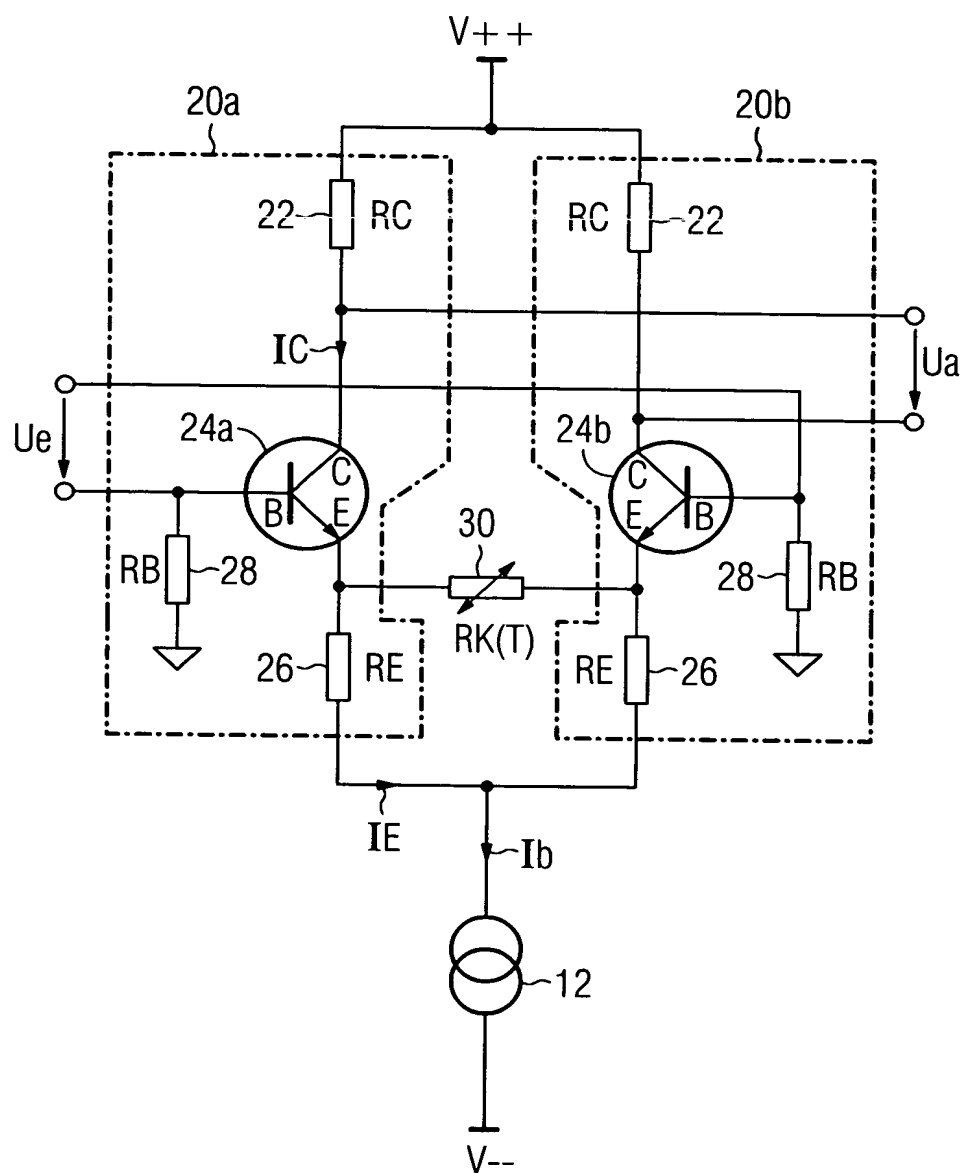 V++
20a
20b
22 RC
RC 22
IC
Ua
Ue
24a
24b
C
C
B E
E B
30
RB 28
28 RB
RK(T)
26 RE
RE 26
IE
Ib
12
V--